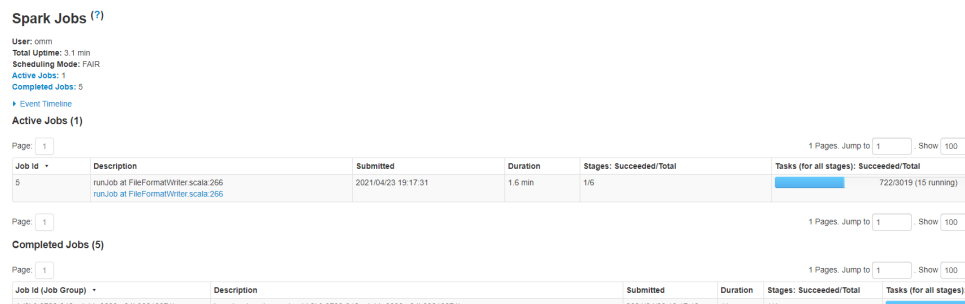 Spark Jobs (?)
User: omm
Total Uptime: 3.1 min
Scheduling Mode: FAIR
Active Jobs: 1
Completed Jobs: 5
Event Timeline
Active Jobs (1)
Page: 1 1 Pages. Jump to 1 . Show 100
Job Id Description Submitted Duration Stages: Succeeded/Total Tasks (for all stages): Succeeded/Total
5 runJob at FileFormatWriter.scala:266 2021/04/23 19:17:31 1.6 min 1/6 722/3019 (15 running)
runJob at FileFormatWriter.scala:266
Page: 1 1 Pages. Jump to 1 . Show 100
Completed Jobs (5)
Page: 1 1 Pages. Jump to 1 . Show 100
Job Id (Job Group) Description Submitted Duration Stages: Succeeded/Total Tasks (for all stages):